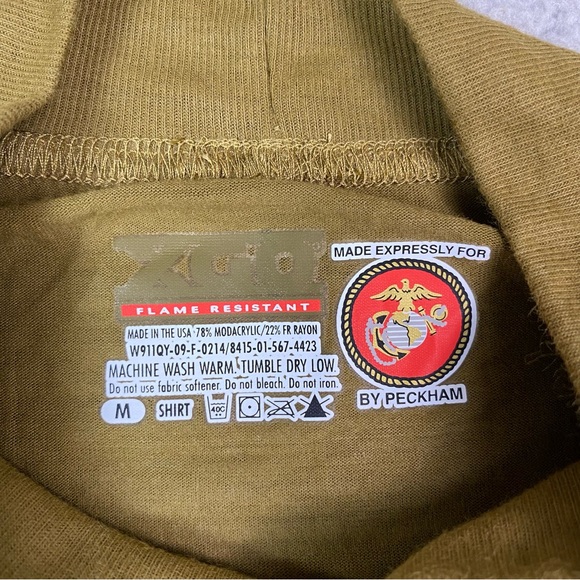 XGO
FLAME RESISTANT
MADE IN THE USA 78% MODACRYLIC/22% FR RAYON
W911QY-09-F-0214/8415-01-567-4423
MACHINE WASH WARM. TUMBLE DRY LOW.
Do not use fabric softener. Do not bleach. Do not iron.
M SHIRT 40C
MADE EXPRESSLY FOR
BY PECKHAM